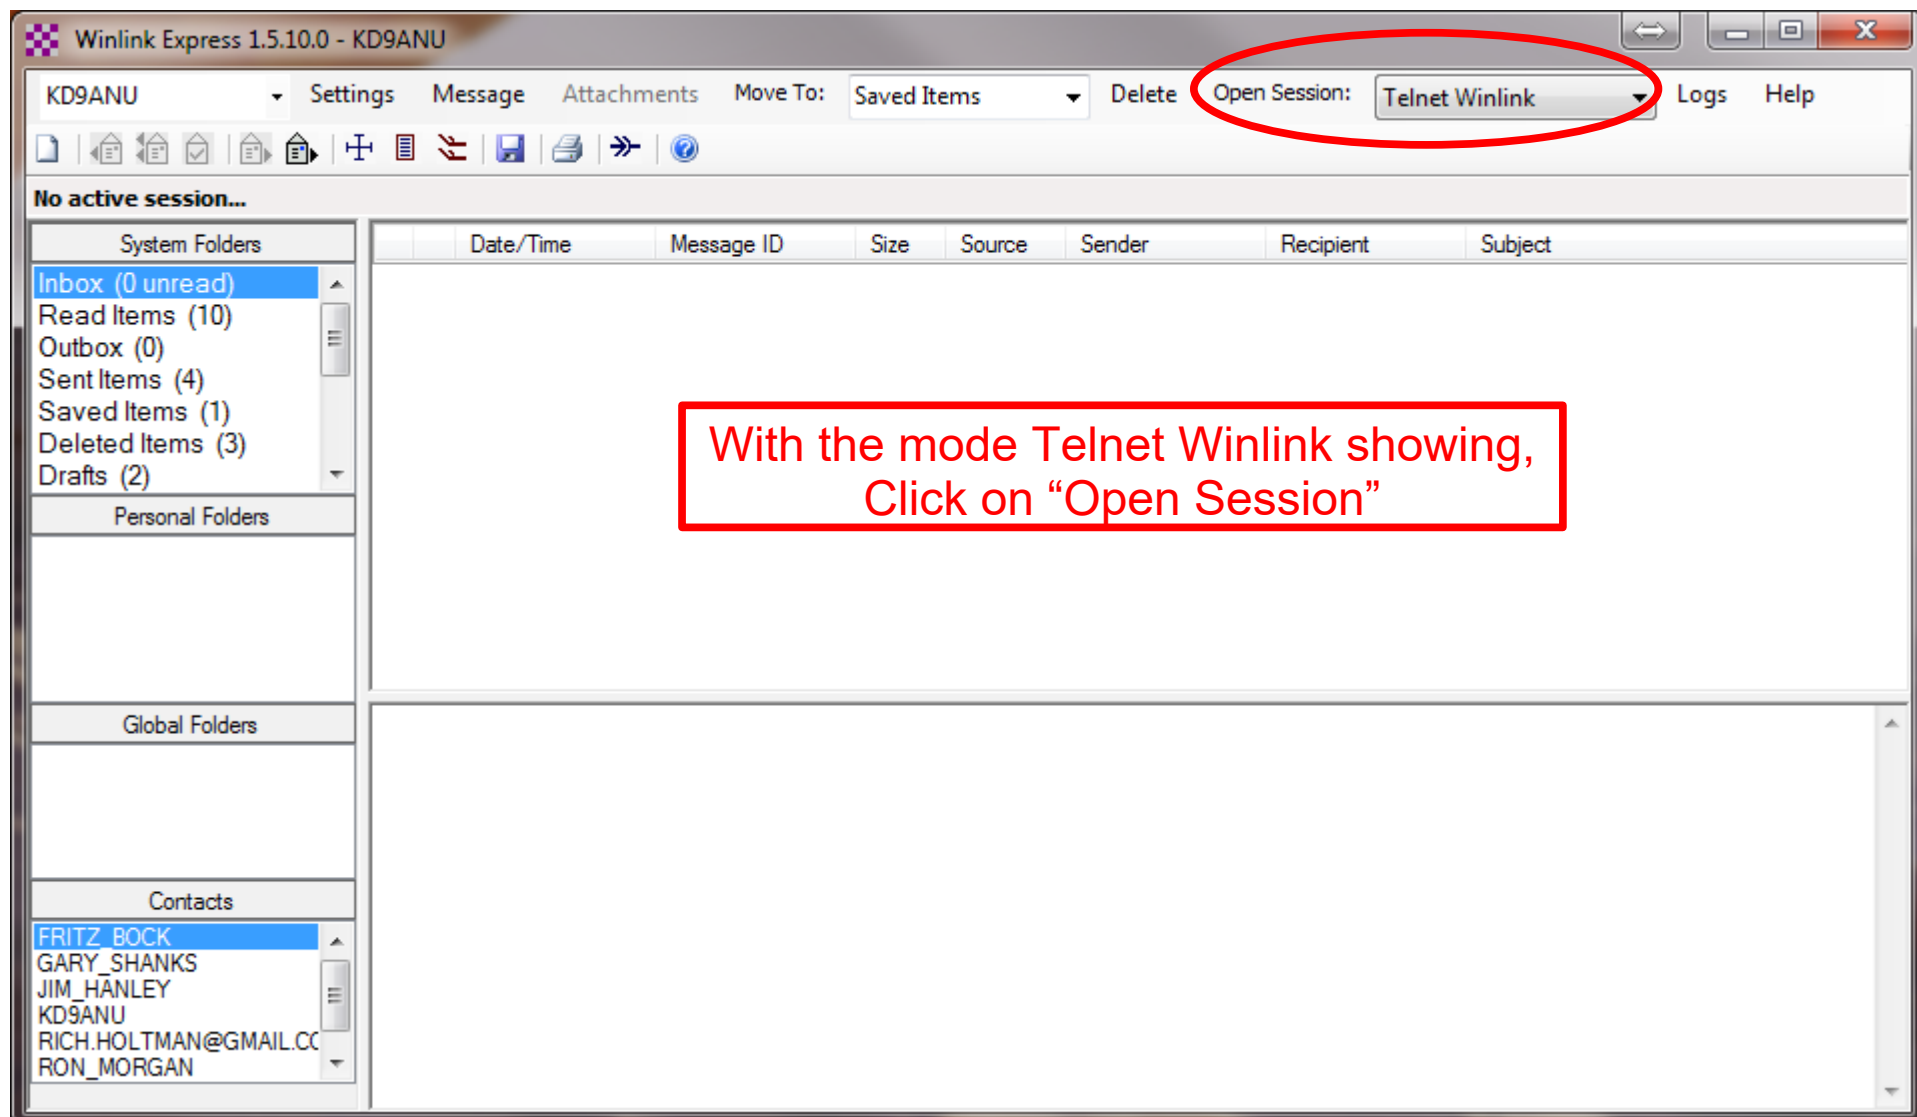 Winlink Express 1.5.10.0 - KD9ANU
KD9ANU Settings Message Attachments Move To: Saved Items Delete Open Session: Telnet Winlink Logs Help
No active session...
System Folders
Date/Time Message ID Size Source Sender Recipient Subject
Inbox (0 unread)
Read Items (10)
Outbox (0)
Sent Items (4)
Saved Items (1)
Deleted Items (3)
Drafts (2)
With the mode Telnet Winlink showing,
Click on “Open Session”
Personal Folders
Global Folders
Contacts
FRITZ_BOCK
GARY_SHANKS
JIM_HANLEY
KD9ANU
RICH.HOLTMAN@GMAIL.CC
RON_MORGAN